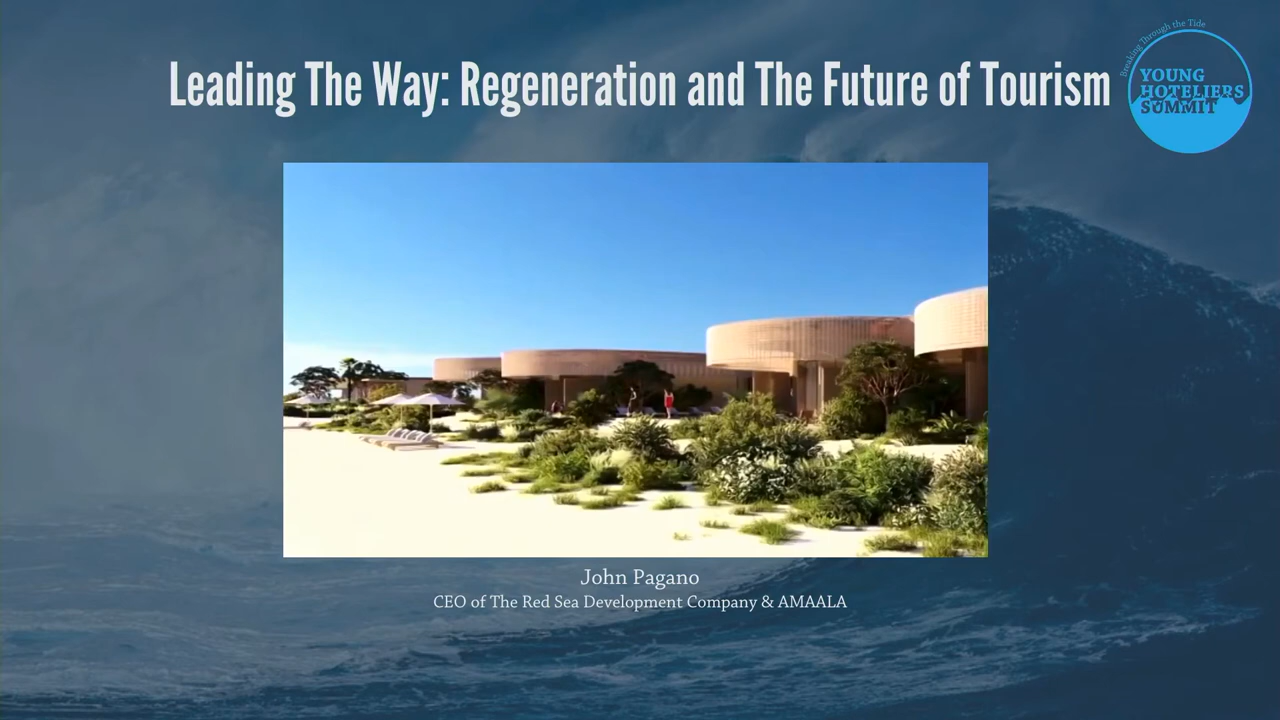 Leading The Way: Regeneration and The Future of Tourism
Breaking Through the Tide
YOUNG
HOTELIERS
SUMMIT
John Pagano
CEO of The Red Sea Development Company & AMAALA